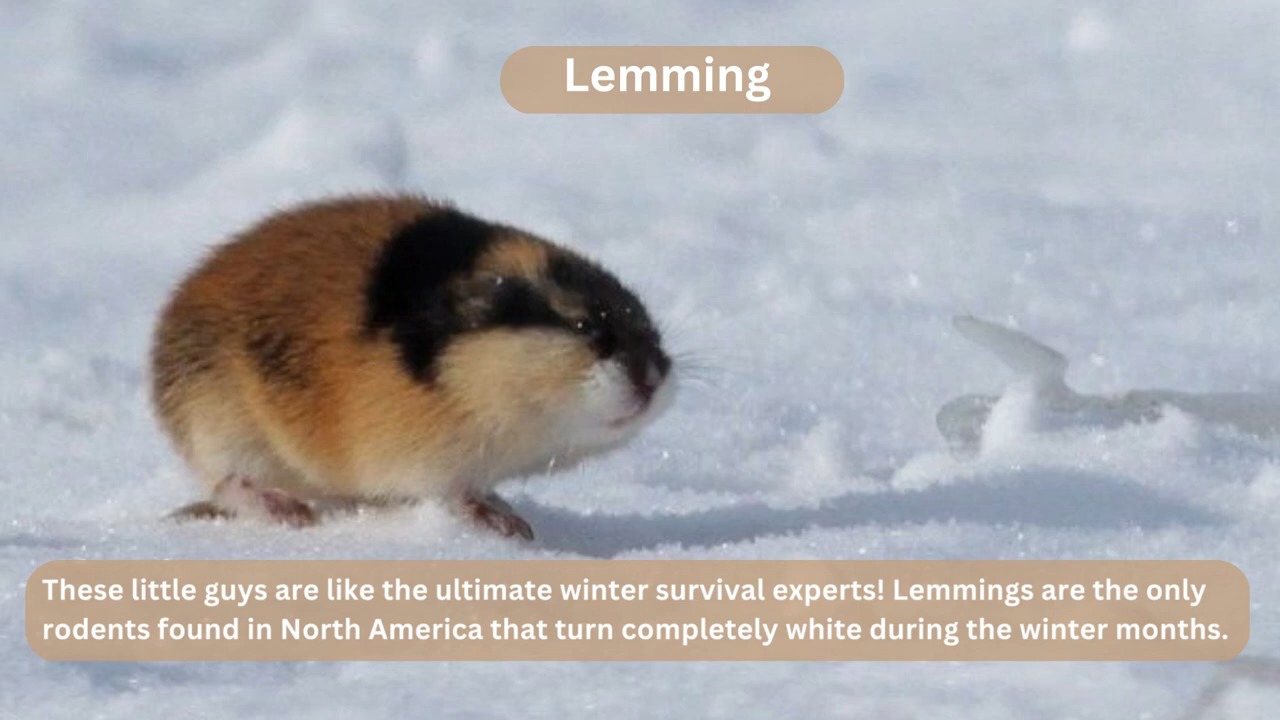 Lemming
These little guys are like the ultimate winter survival experts! Lemmings are the only
rodents found in North America that turn completely white during the winter months.